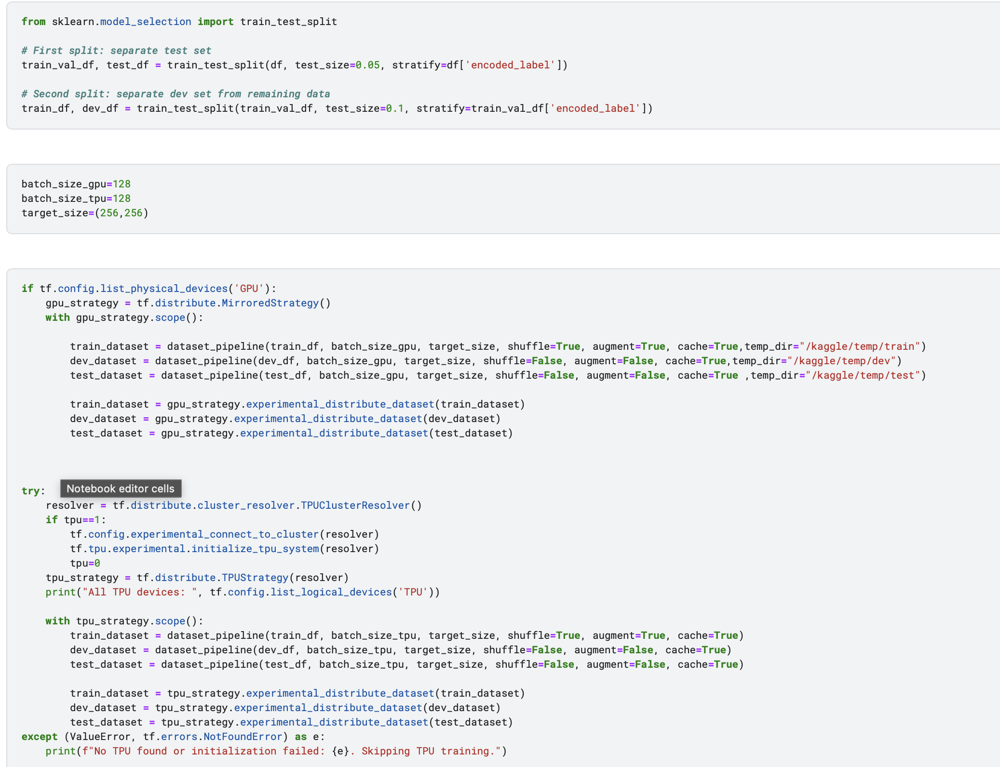 from sklearn.model_selection import train_test_split
# First split: separate test set
train_val_df, test_df = train_test_split(df, test_size=0.05, stratify=df['encoded_label'])
# Second split: separate dev set from remaining data
train_df, dev_df = train_test_split(train_val_df, test_size=0.1, stratify=train_val_df['encoded_label'])
batch_size_gpu=128
batch_size_tpu=128
target_size=(256,256)
if tf.config.list_physical_devices('GPU'):
    gpu_strategy = tf.distribute.MirroredStrategy()
    with gpu_strategy.scope():
        train_dataset = dataset_pipeline(train_df, batch_size_gpu, target_size, shuffle=True, augment=True, cache=True,temp_dir="/kaggle/temp/train")
        dev_dataset = dataset_pipeline(dev_df, batch_size_gpu, target_size, shuffle=False, augment=False, cache=True,temp_dir="/kaggle/temp/dev")
        test_dataset = dataset_pipeline(test_df, batch_size_gpu, target_size, shuffle=False, augment=False, cache=True ,temp_dir="/kaggle/temp/test")
        train_dataset = gpu_strategy.experimental_distribute_dataset(train_dataset)
        dev_dataset = gpu_strategy.experimental_distribute_dataset(dev_dataset)
        test_dataset = gpu_strategy.experimental_distribute_dataset(test_dataset)
try:
Notebook editor cells
    resolver = tf.distribute.cluster_resolver.TPUClusterResolver()
    if tpu==1:
        tf.config.experimental_connect_to_cluster(resolver)
        tf.tpu.experimental.initialize_tpu_system(resolver)
        tpu=0
    tpu_strategy = tf.distribute.TPUStrategy(resolver)
    print("All TPU devices: ", tf.config.list_logical_devices('TPU'))
    with tpu_strategy.scope():
        train_dataset = dataset_pipeline(train_df, batch_size_tpu, target_size, shuffle=True, augment=True, cache=True)
        dev_dataset = dataset_pipeline(dev_df, batch_size_tpu, target_size, shuffle=False, augment=False, cache=True)
        test_dataset = dataset_pipeline(test_df, batch_size_tpu, target_size, shuffle=False, augment=False, cache=True)
        train_dataset = tpu_strategy.experimental_distribute_dataset(train_dataset)
        dev_dataset = tpu_strategy.experimental_distribute_dataset(dev_dataset)
        test_dataset = tpu_strategy.experimental_distribute_dataset(test_dataset)
except (ValueError, tf.errors.NotFoundError) as e:
    print(f"No TPU found or initialization failed: {e}. Skipping TPU training.")